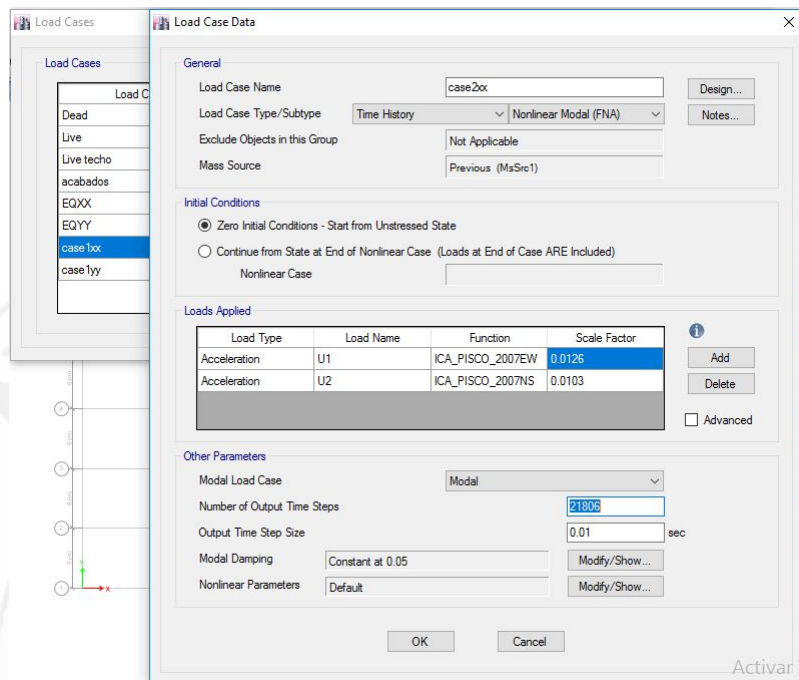 Load Cases
Load Case Data
Load Cases
Load C
Dead
Live
Live techo
acabados
EQXX
EQYY
case1xx
case1yy
General
Load Case Name case2xx Design...
Load Case Type/Subtype Time History Nonlinear Modal (FNA) Notes...
Exclude Objects in this Group Not Applicable
Mass Source Previous (MsSrc1)
Initial Conditions
Zero Initial Conditions - Start from Unstressed State
Continue from State at End of Nonlinear Case (Loads at End of Case ARE Included)
Nonlinear Case
Loads Applied
Load Type Load Name Function Scale Factor
Acceleration U1 ICA_PISCO_2007EW 0.0126 Add
Acceleration U2 ICA_PISCO_2007NS 0.0103 Delete
Advanced
Other Parameters
Modal Load Case Modal
Number of Output Time Steps 21806
Output Time Step Size 0.01 sec
Modal Damping Constant at 0.05 Modify/Show...
Nonlinear Parameters Default Modify/Show...
OK Cancel
4
3
2
1
Y
X
Activar